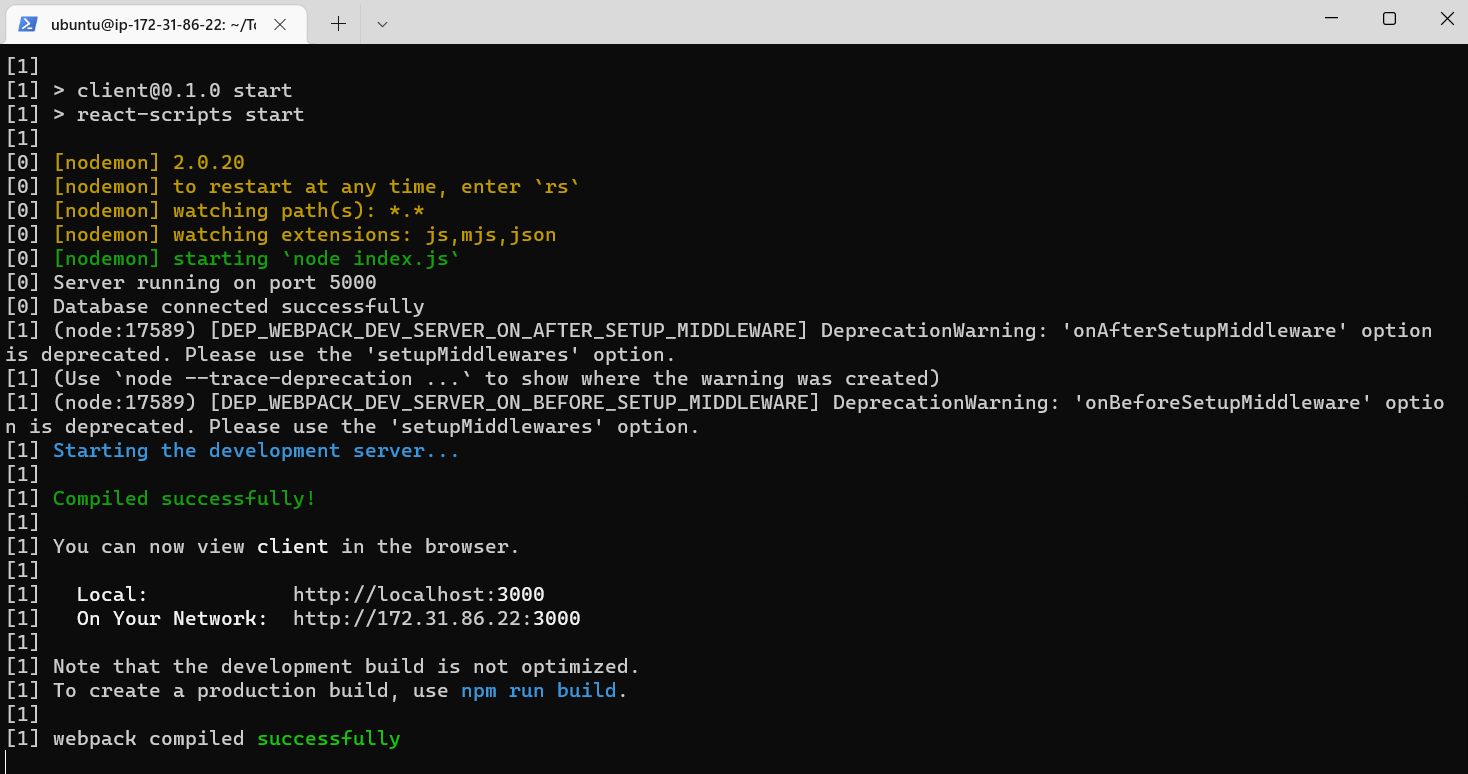 ubuntu@ip-172-31-86-22: ~/To
[1]
[1] > client@0.1.0 start
[1] > react-scripts start
[1]
[0] [nodemon] 2.0.20
[0] [nodemon] to restart at any time, enter `rs`
[0] [nodemon] watching path(s): *.*
[0] [nodemon] watching extensions: js,mjs,json
[0] [nodemon] starting `node index.js`
[0] Server running on port 5000
[0] Database connected successfully
[1] (node:17589) [DEP_WEBPACK_DEV_SERVER_ON_AFTER_SETUP_MIDDLEWARE] DeprecationWarning: 'onAfterSetupMiddleware' option
is deprecated. Please use the 'setupMiddlewares' option.
[1] (Use `node --trace-deprecation ...` to show where the warning was created)
[1] (node:17589) [DEP_WEBPACK_DEV_SERVER_ON_BEFORE_SETUP_MIDDLEWARE] DeprecationWarning: 'onBeforeSetupMiddleware' optio
n is deprecated. Please use the 'setupMiddlewares' option.
[1] Starting the development server...
[1]
[1] Compiled successfully!
[1]
[1] You can now view client in the browser.
[1]
[1]   Local:            http://localhost:3000
[1]   On Your Network:  http://172.31.86.22:3000
[1]
[1] Note that the development build is not optimized.
[1] To create a production build, use npm run build.
[1]
[1] webpack compiled successfully